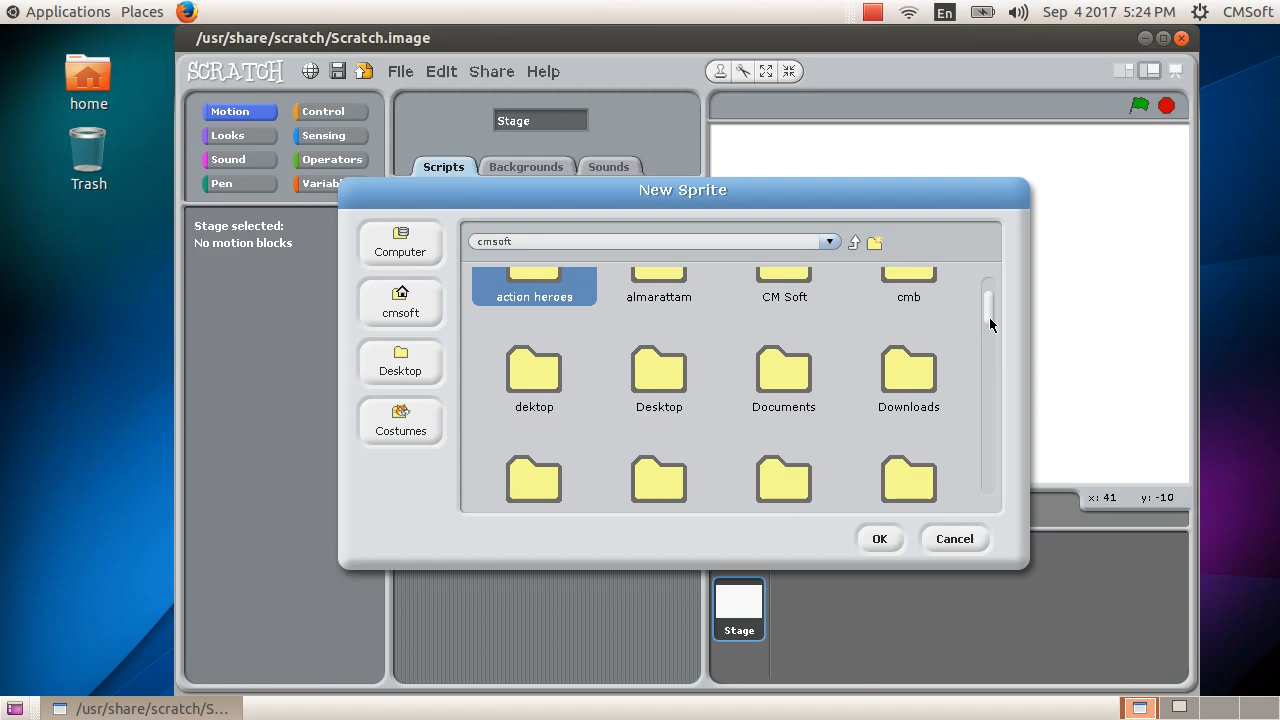 Applications Places En Sep 4 2017 5:24 PM CMSoft
/usr/share/scratch/Scratch.image
SCRATCH File Edit Share Help
home
Trash
Motion Control
Looks Sensing
Sound Operators
Pen Variab
Stage
Scripts Backgrounds Sounds
Stage selected:
No motion blocks
New Sprite
Computer
cmsoft
Desktop
Costumes
cmsoft
action heroes almarattam CM Soft cmb
dektop Desktop Documents Downloads
OK Cancel
x: 41 y: -10
Stage
/usr/share/scratch/S...